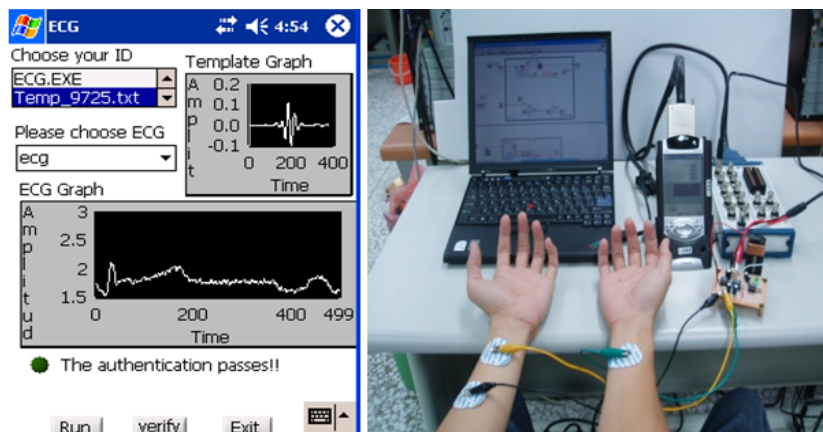 ECG 4:54
Choose your ID
ECG.EXE
Temp_9725.txt
Please choose ECG
ecg
Template Graph
Amplit
0.2
0.1
0.0
-0.1
0 200 400
Time
ECG Graph
Amplitud
3
2.5
2
1.5
0 200 400 499
Time
The authentication passes!!
Run verify Exit